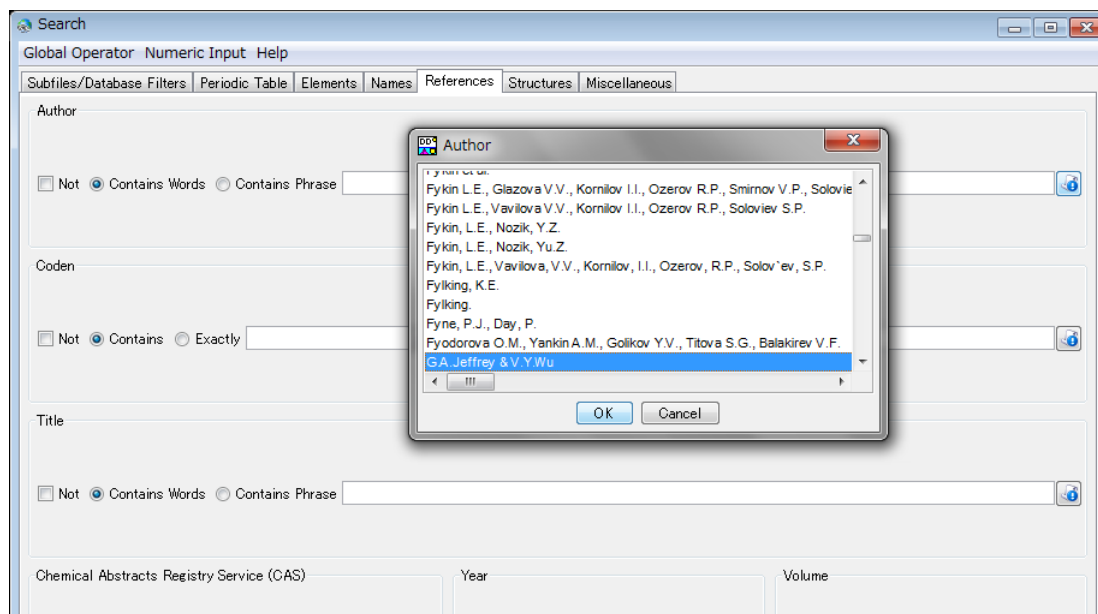 Search
Global Operator Numeric Input Help
Subfiles/Database Filters Periodic Table Elements Names References Structures Miscellaneous
Author
Not Contains Words Contains Phrase
Author
Fykin L.E., Glazova V.V., Kornilov I.I., Ozerov R.P., Smirnov V.P., Solovie
Fykin L.E., Vavilova V.V., Kornilov I.I., Ozerov R.P., Soloviev S.P.
Fykin, L.E., Nozik, Y.Z.
Fykin, L.E., Nozik, Yu.Z.
Fykin, L.E., Vavilova, V.V., Kornilov, I.I., Ozerov, R.P., Solov`ev, S.P.
Fylking, K.E.
Fylking.
Fyne, P.J., Day, P.
Fyodorova O.M., Yankin A.M., Golikov Y.V., Titova S.G., Balakirev V.F.
G.A.Jeffrey & V.Y.Wu
OK Cancel
Coden
Not Contains Exactly
Title
Not Contains Words Contains Phrase
Chemical Abstracts Registry Service (CAS) Year Volume